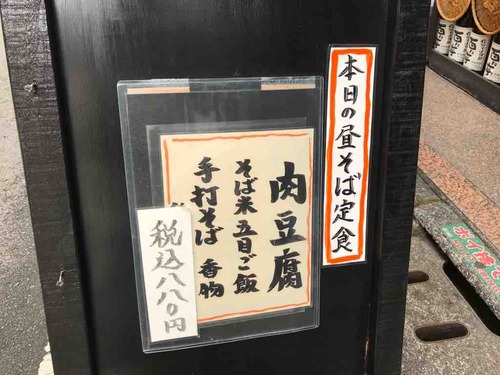 本日の昼そば定食
肉豆腐
そば米五目ご飯
手打そば 香物
税込八八〇円